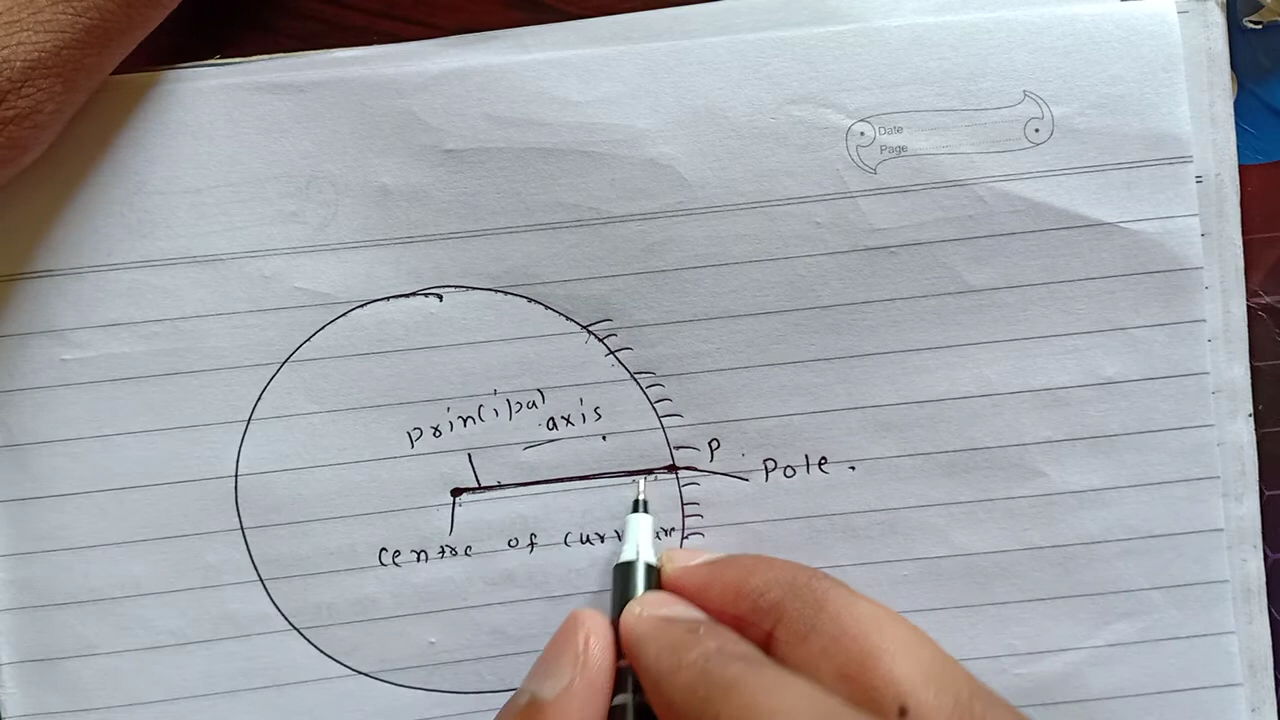 Date
Page
principal
axis
P
Pole.
centre of